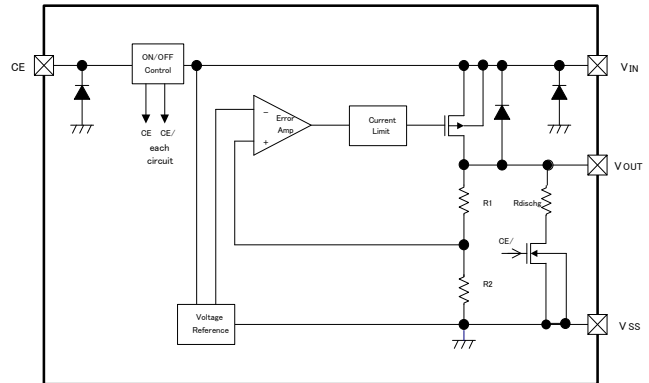 CE
ON/OFF
Control
VIN
CE CE/
each
circuit
−
Error
Amp
+
Current
Limit
VOUT
R1
Rdischg
CE/
R2
Voltage
Reference
VSS